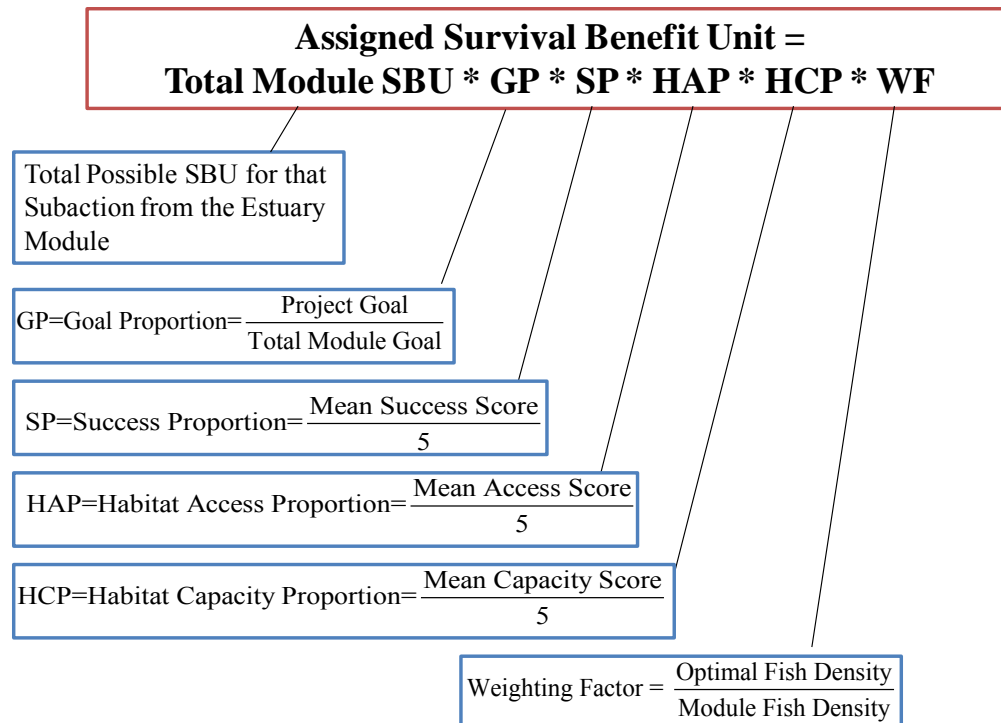 Assigned Survival Benefit Unit =
Total Module SBU * GP * SP * HAP * HCP * WF
Total Possible SBU for that
Subaction from the Estuary
Module
GP=Goal Proportion= Project Goal
Total Module Goal
SP=Success Proportion= Mean Success Score
5
HAP=Habitat Access Proportion= Mean Access Score
5
HCP=Habitat Capacity Proportion= Mean Capacity Score
5
Weighting Factor = Optimal Fish Density
Module Fish Density